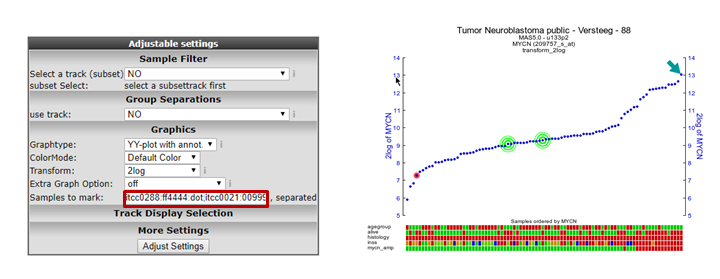 Adjustable settings
Sample Filter
Select a track (subset) NO
subset Select: select a subsettrack first
Group Separations
use track: NO
Graphics
Graphtype: YY-plot with annot.
ColorMode: Default Color
Transform: 2log
Extra Graph Option: off
Samples to mark: itcc0288:ff4444:dot;itcc0021:00999 , separated
Track Display Selection
More Settings
Adjust Settings
Tumor Neuroblastoma public - Versteeg - 88
MAS5.0 - u133p2
MYCN (209757_s_at)
transform_2log
14 14
13 13
12 12
11 11
10 10
9 9
8 8
7 7
6 6
5 5
2log of MYCN
2log of MYCN
Samples ordered by MYCN
agegroup
alive
histology
inss
mycn_amp